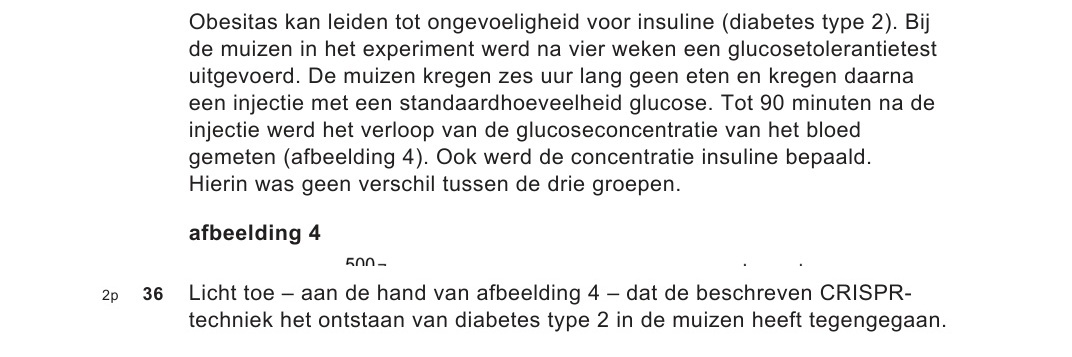 Obesitas kan leiden tot ongevoeligheid voor insuline (diabetes type 2). Bij
de muizen in het experiment werd na vier weken een glucosetolerantietest
uitgevoerd. De muizen kregen zes uur lang geen eten en kregen daarna
een injectie met een standaardhoeveelheid glucose. Tot 90 minuten na de
injectie werd het verloop van de glucoseconcentratie van het bloed
gemeten (afbeelding 4). Ook werd de concentratie insuline bepaald.
Hierin was geen verschil tussen de drie groepen.
afbeelding 4
500
2p 36 Licht toe – aan de hand van afbeelding 4 – dat de beschreven CRISPR-
techniek het ontstaan van diabetes type 2 in de muizen heeft tegengegaan.